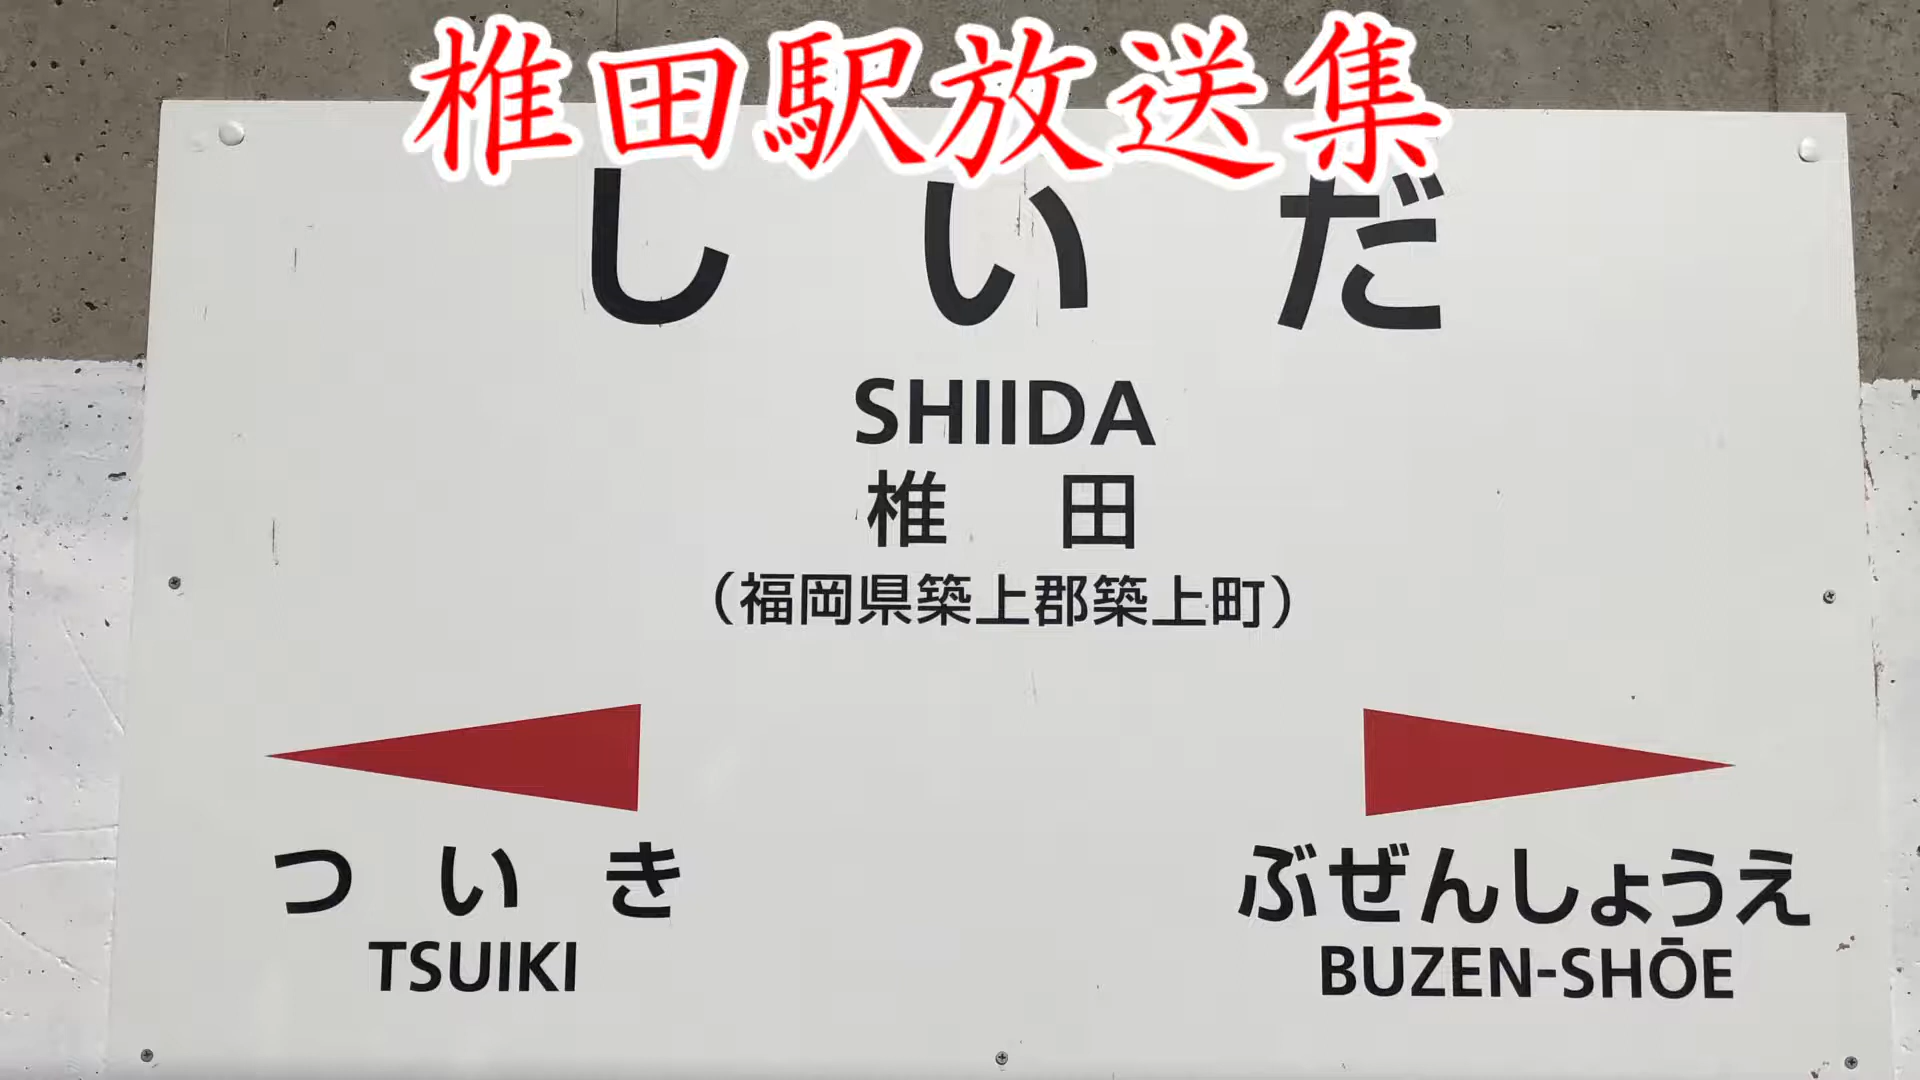 椎田駅放送集
しいだ
SHIIDA
椎田
（福岡県築上郡築上町）
ついき
TSUIKI
ぶぜんしょうえ
BUZEN-SHŌE